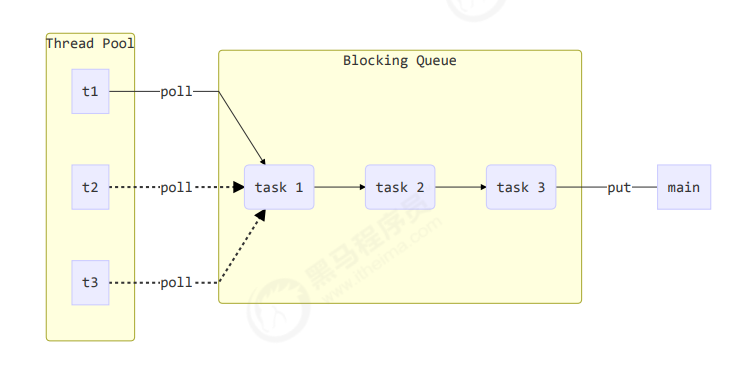 Thread Pool
Blocking Queue
t1
poll
t2
poll
task 1
task 2
task 3
put
main
t3
poll
黑马程序员
www.itheima.com